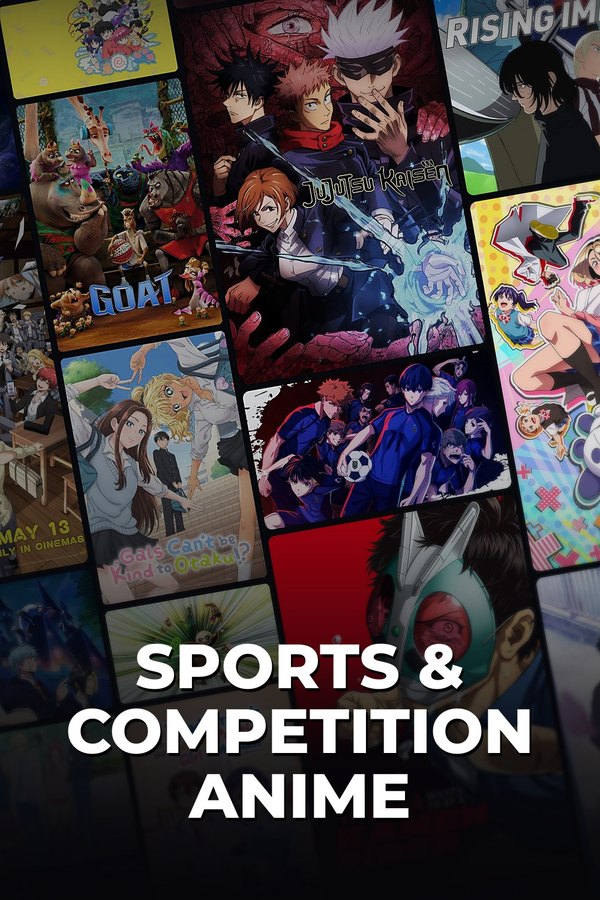 RISING IM
JUJUTSU KAISEN
GOAT
MAY 13
LY IN CINEMAS
Gals Can't be
Kind to Otaku!?
SPORTS &
COMPETITION
ANIME